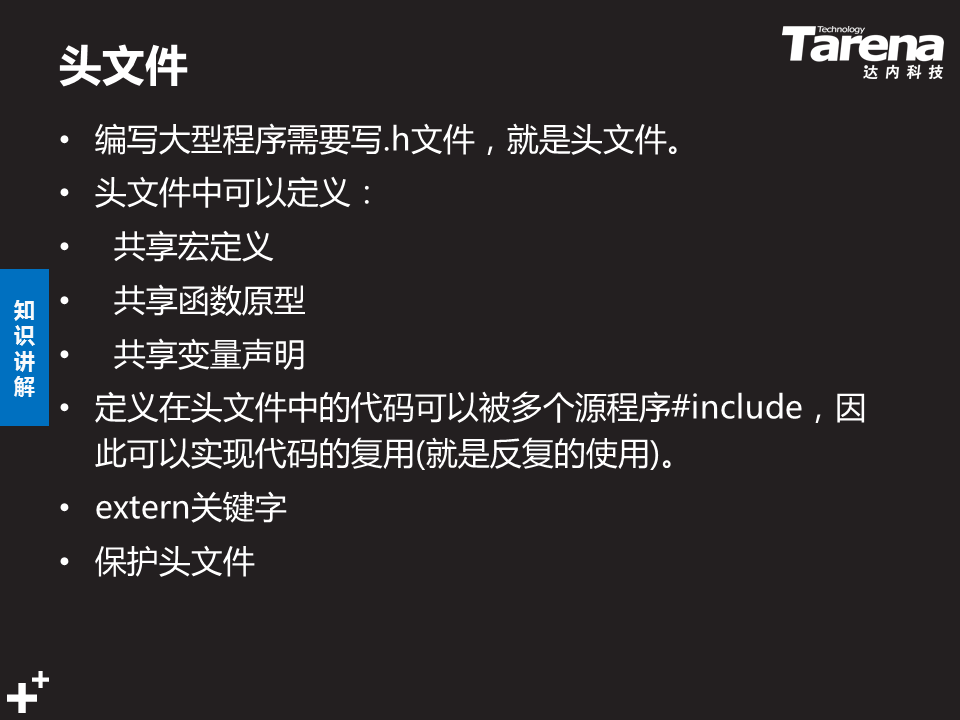 头文件
Technology
Tarena
达内科技
• 编写大型程序需要写.h文件，就是头文件。
• 头文件中可以定义：
• 共享宏定义
• 共享函数原型
• 共享变量声明
知识讲解
• 定义在头文件中的代码可以被多个源程序#include，因
此可以实现代码的复用(就是反复的使用)。
• extern关键字
• 保护头文件